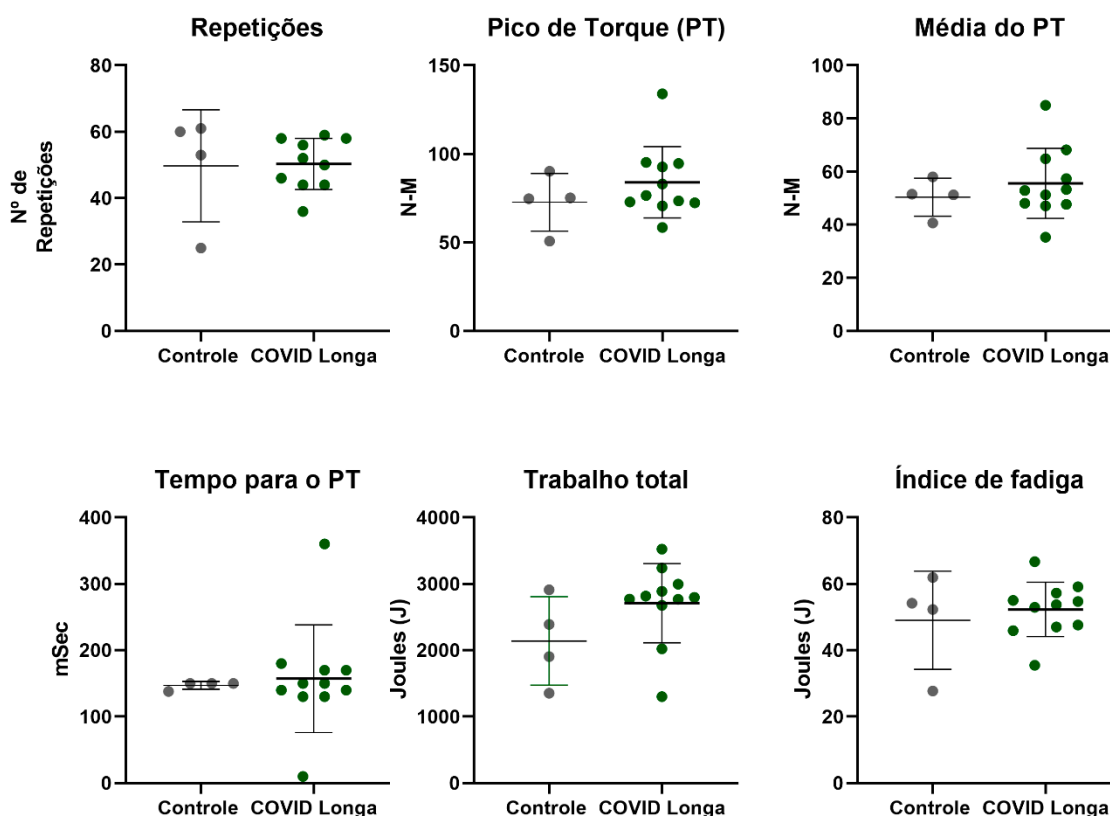 Repetições
Nº de
Repetições
80
60
40
20
0
Controle COVID Longa
Pico de Torque (PT)
N-M
150
100
50
0
Controle COVID Longa
Média do PT
N-M
100
80
60
40
20
0
Controle COVID Longa
Tempo para o PT
mSec
400
300
200
100
0
Controle COVID Longa
Trabalho total
Joules (J)
4000
3000
2000
1000
0
Controle COVID Longa
Índice de fadiga
Joules (J)
80
60
40
20
0
Controle COVID Longa